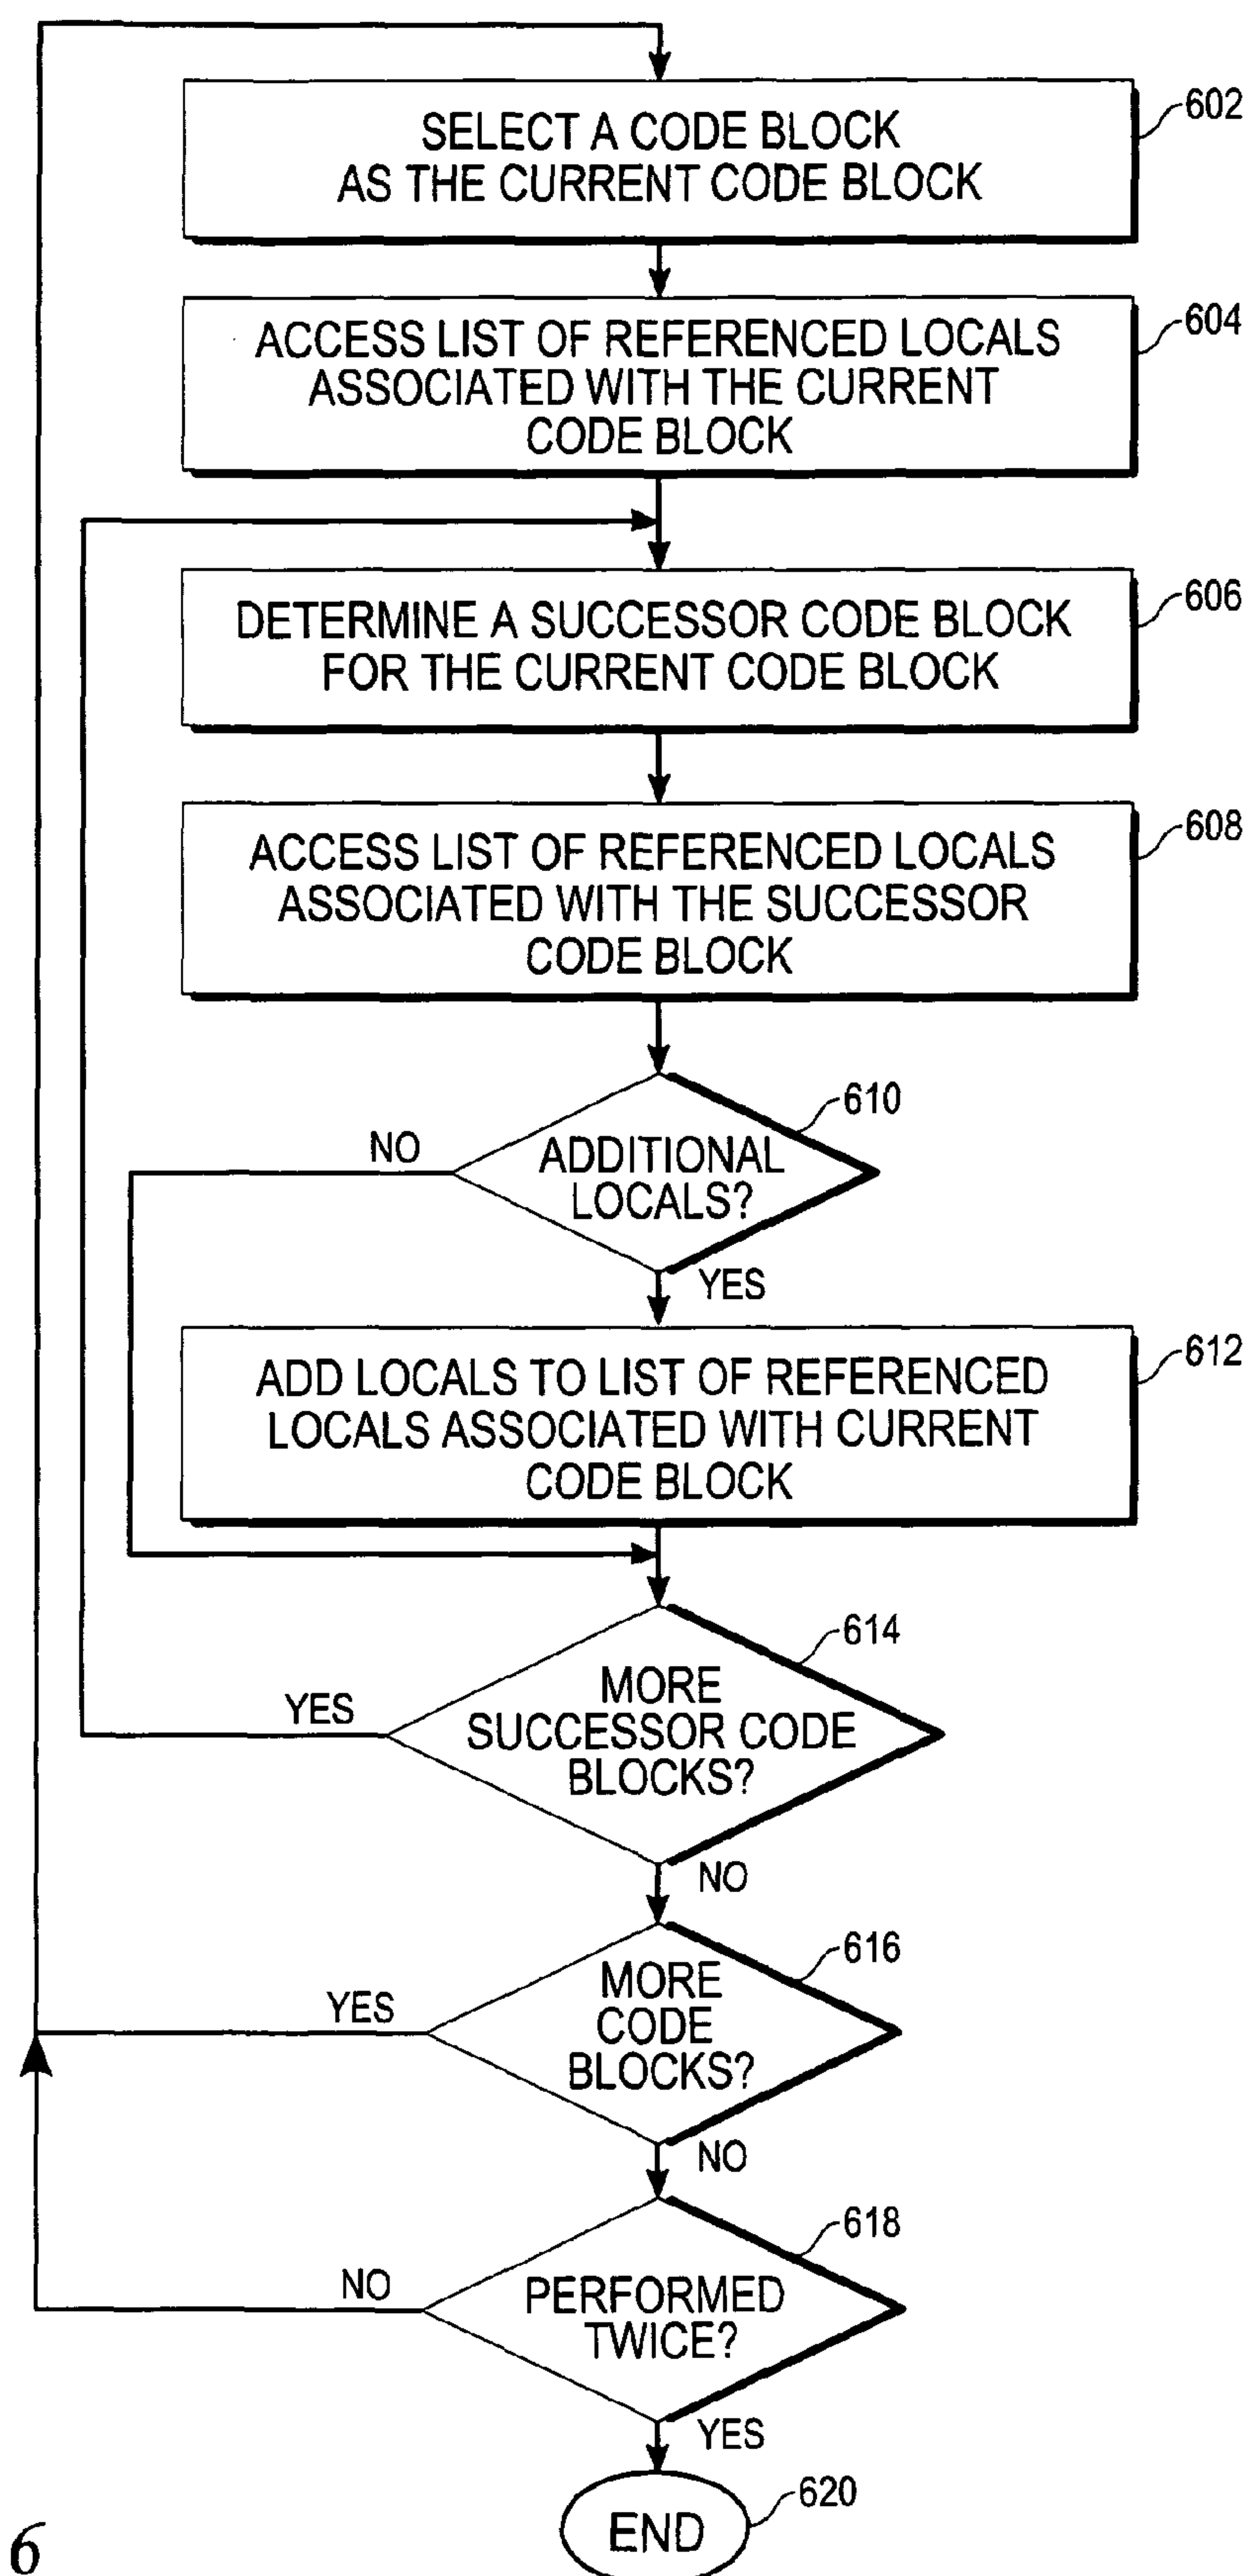 SELECT A CODE BLOCK
AS THE CURRENT CODE BLOCK
602
ACCESS LIST OF REFERENCED LOCALS
ASSOCIATED WITH THE CURRENT
CODE BLOCK
604
DETERMINE A SUCCESSOR CODE BLOCK
FOR THE CURRENT CODE BLOCK
606
ACCESS LIST OF REFERENCED LOCALS
ASSOCIATED WITH THE SUCCESSOR
CODE BLOCK
608
610
NO
ADDITIONAL
LOCALS?
YES
ADD LOCALS TO LIST OF REFERENCED
LOCALS ASSOCIATED WITH CURRENT
CODE BLOCK
612
614
YES
MORE
SUCCESSOR CODE
BLOCKS?
NO
616
YES
MORE
CODE
BLOCKS?
NO
618
NO
PERFORMED
TWICE?
YES
620
END
6